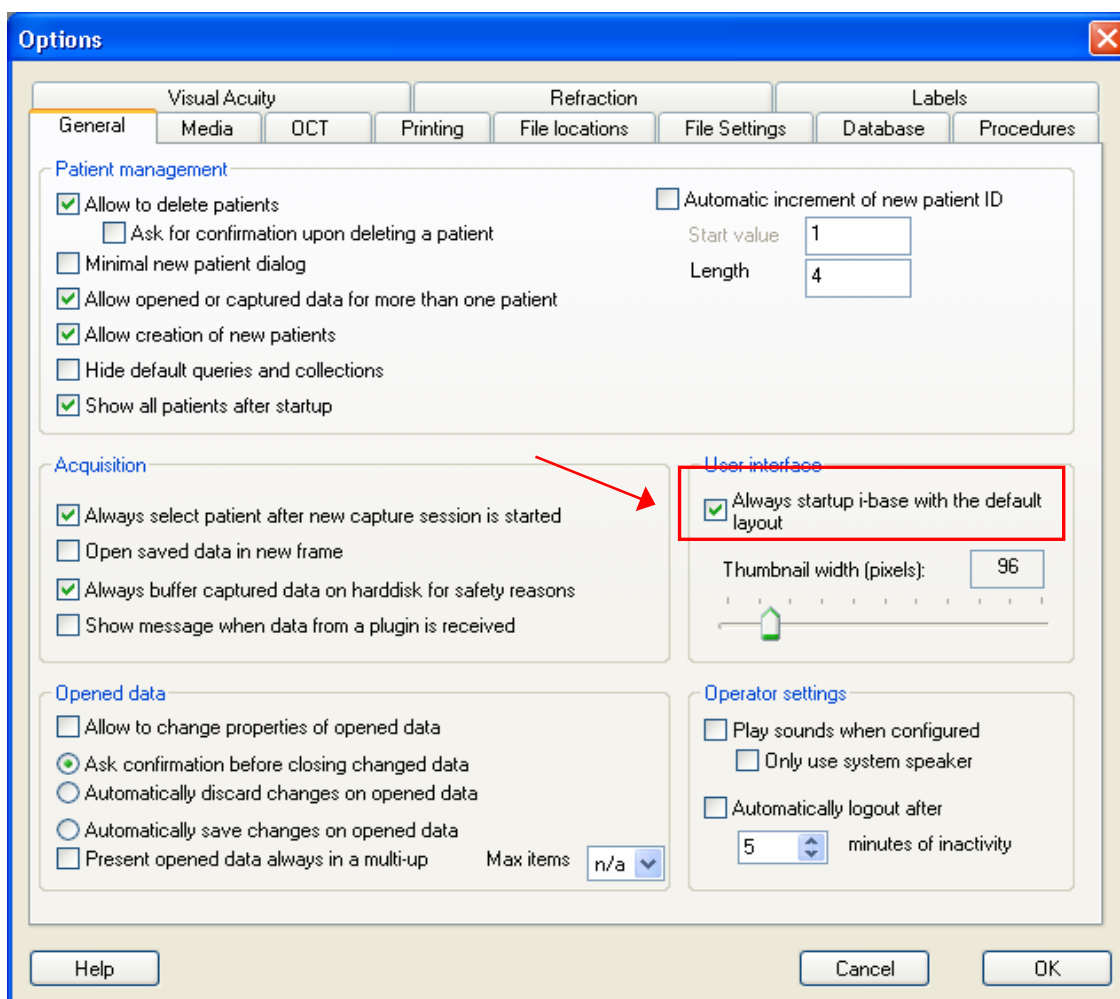 Options
Visual Acuity Refraction Labels
General Media OCT Printing File locations File Settings Database Procedures
Patient management
Allow to delete patients
Ask for confirmation upon deleting a patient
Minimal new patient dialog
Allow opened or captured data for more than one patient
Allow creation of new patients
Hide default queries and collections
Show all patients after startup
Automatic increment of new patient ID
Start value 1
Length 4
Acquisition
Always select patient after new capture session is started
Open saved data in new frame
Always buffer captured data on harddisk for safety reasons
Show message when data from a plugin is received
User interface
Always startup i-base with the default
layout
Thumbnail width (pixels): 96
Opened data
Allow to change properties of opened data
Ask confirmation before closing changed data
Automatically discard changes on opened data
Automatically save changes on opened data
Present opened data always in a multi-up Max items n/a
Operator settings
Play sounds when configured
Only use system speaker
Automatically logout after
5 minutes of inactivity
Help Cancel OK